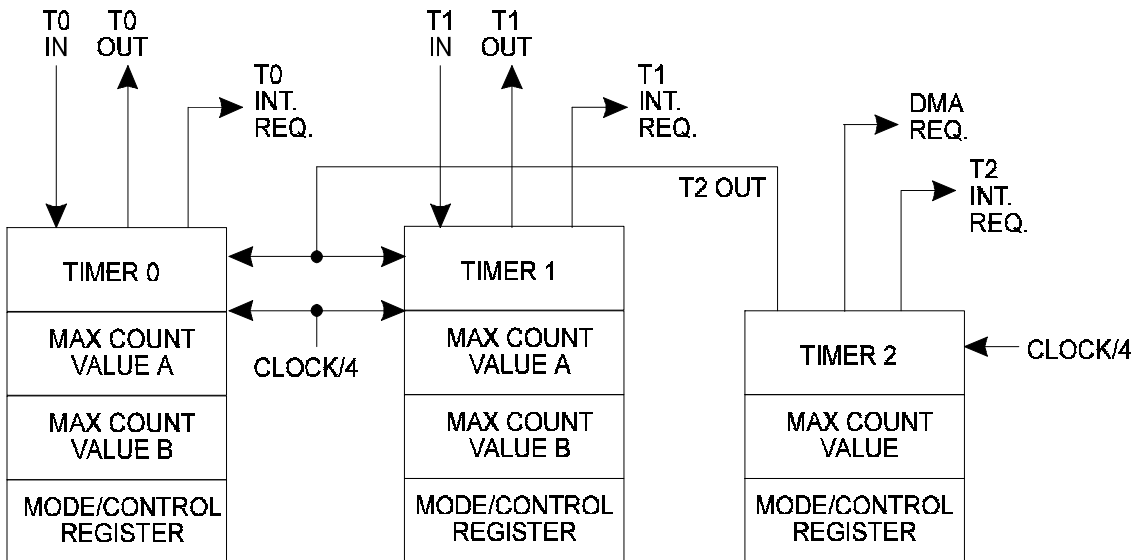 T0
IN
T0
OUT
T0
INT.
REQ.
T1
IN
T1
OUT
T1
INT.
REQ.
DMA
REQ.
T2 OUT
T2
INT.
REQ.
TIMER 0
MAX COUNT
VALUE A
MAX COUNT
VALUE B
MODE/CONTROL
REGISTER
CLOCK/4
TIMER 1
MAX COUNT
VALUE A
MAX COUNT
VALUE B
MODE/CONTROL
REGISTER
TIMER 2
MAX COUNT
VALUE
MODE/CONTROL
REGISTER
CLOCK/4